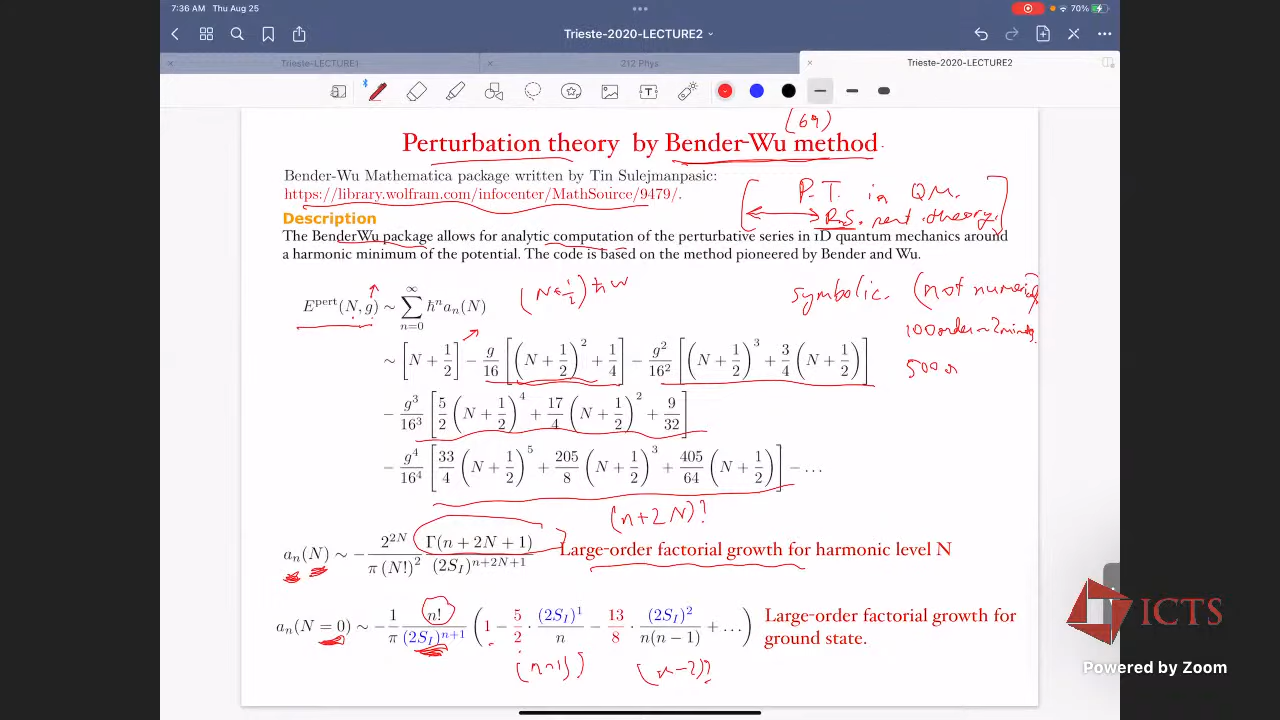 7:36 AM Thu Aug 25
70%
Trieste-2020-LECTURE2
Trieste-LECTURE1
212 Phys
Trieste-2020-LECTURE2
(69)
Perturbation theory by Bender-Wu method
Bender-Wu Mathematica package written by Tin Sulejmanpasic:
https://library.wolfram.com/infocenter/MathSource/9479/.
[P.T. in QM.
R.S. pert. theory.]
Description
The BenderWu package allows for analytic computation of the perturbative series in 1D quantum mechanics around
a harmonic minimum of the potential. The code is based on the method pioneered by Bender and Wu.
E^pert(N, g) ∼ ∑_{n=0}^{∞} ħ^n a_n(N)
(N+1/2) ħω
symbolic. (not numeric
100 order ~ 2 minutes.
∼ [N + 1/2] − g/16 [(N + 1/2)^2 + 1/4] − g^2/16^2 [(N + 1/2)^3 + 3/4 (N + 1/2)]
500
− g^3/16^3 [5/2 (N + 1/2)^4 + 17/4 (N + 1/2)^2 + 9/32]
− g^4/16^4 [33/4 (N + 1/2)^5 + 205/8 (N + 1/2)^3 + 405/64 (N + 1/2)] − ...
(n+2N)!
a_n(N) ∼ − 2^{2N}/(π (N!)^2) Γ(n + 2N + 1)/(2S_I)^{n+2N+1} Large-order factorial growth for harmonic level N
a_n(N = 0) ∼ − 1/π n!/(2S_I)^{n+1} (1 − 5/2 · (2S_I)^1/n − 13/8 · (2S_I)^2/(n(n − 1)) + ...) Large-order factorial growth for
ground state.
(n-1)! (n-2)!
ICTS
Powered by Zoom